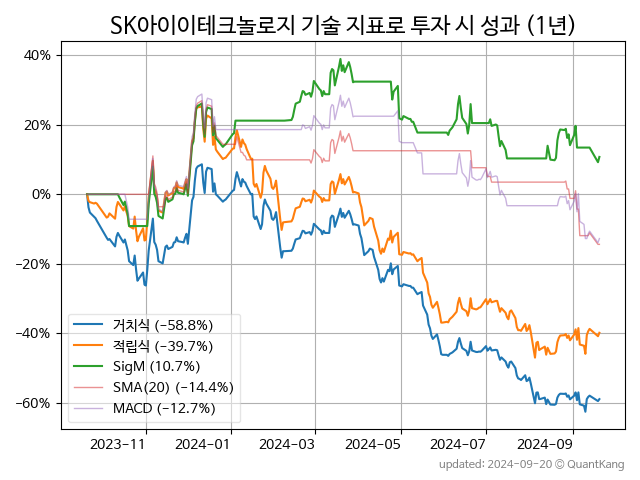 SK아이이테크놀로지 기술 지표로 투자 시 성과 (1년)
40%
20%
0%
−20%
−40%
−60%
거치식 (−58.8%)
적립식 (−39.7%)
SigM (10.7%)
SMA(20) (−14.4%)
MACD (−12.7%)
2023−11 2024−01 2024−03 2024−05 2024−07 2024−09
updated: 2024−09−20 @ QuantKang